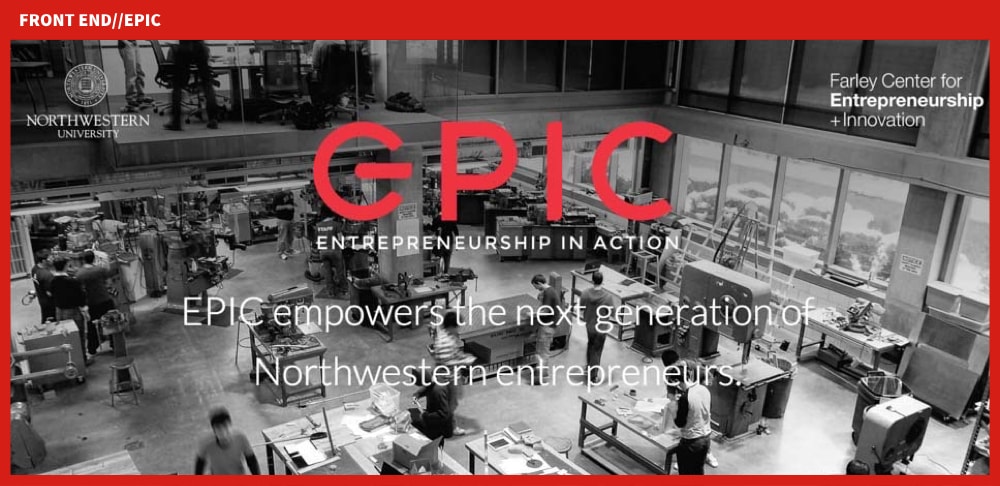 FRONT END//EPIC
NORTHWESTERN
UNIVERSITY
Farley Center for
Entrepreneurship
+Innovation
EPIC
ENTREPRENEURSHIP IN ACTION
EPIC empowers the next generation of
Northwestern entrepreneurs.